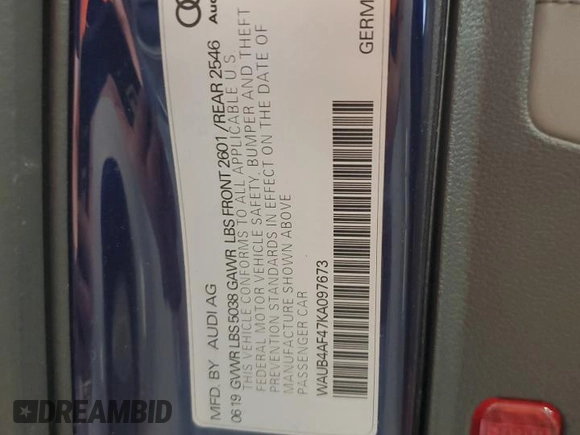 Aud
GERM
MFD. BY AUDI AG
0619 GVWR LBS 5038 GAWR LBS FRONT 2601/REAR 2546
THIS VEHICLE CONFORMS TO ALL APPLICABLE U.S
FEDERAL MOTOR VEHICLE SAFETY, BUMPER AND THEFT
PREVENTION STANDARDS IN EFFECT ON THE DATE OF
MANUFACTURE SHOWN ABOVE
PASSENGER CAR
WAUB4AF47KA097673
DREAMBID